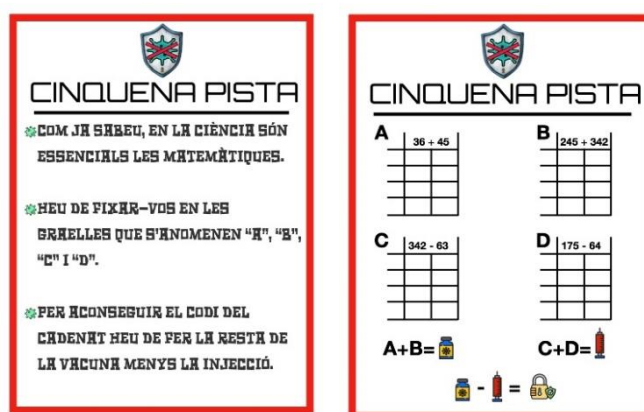 CINQUENA PISTA
COM JA SABEU, EN LA CIÈNCIA SÓN
ESSENCIALS LES MATEMÀTIQUES.
HEU DE FIXAR-VOS EN LES
GRAELLES QUE S'ANOMENEN "A", "B",
"C" I "D".
PER ACONSEGUIR EL CODI DEL
CADENAT HEU DE FER LA RESTA DE
LA VACUNA MENYS LA INJECCIÓ.
CINQUENA PISTA
A 36 + 45
B 245 + 342
C 342 - 63
D 175 - 64
A+B=
C+D=
- =